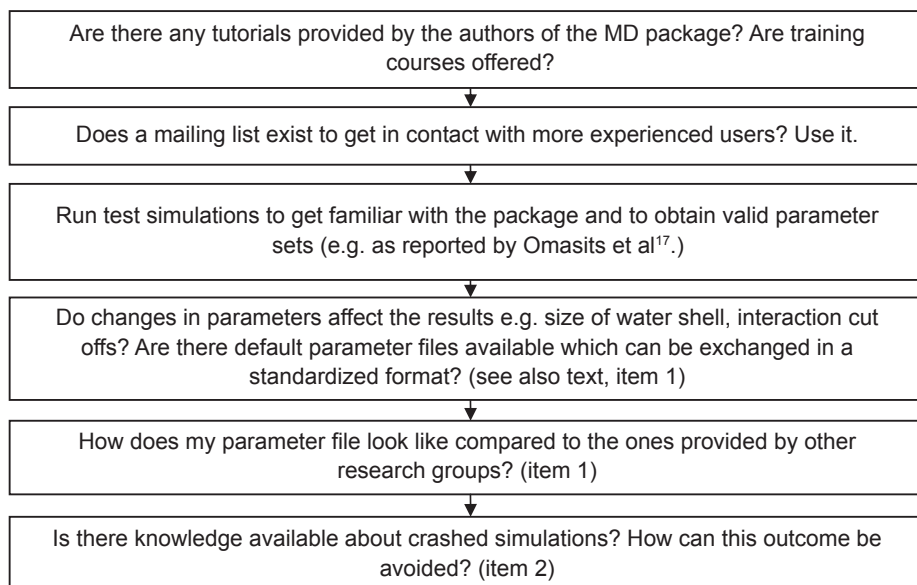 Are there any tutorials provided by the authors of the MD package? Are training
courses offered?
Does a mailing list exist to get in contact with more experienced users? Use it.
Run test simulations to get familiar with the package and to obtain valid parameter
sets (e.g. as reported by Omasits et al¹⁷.)
Do changes in parameters affect the results e.g. size of water shell, interaction cut
offs? Are there default parameter files available which can be exchanged in a
standardized format? (see also text, item 1)
How does my parameter file look like compared to the ones provided by other
research groups? (item 1)
Is there knowledge available about crashed simulations? How can this outcome be
avoided? (item 2)